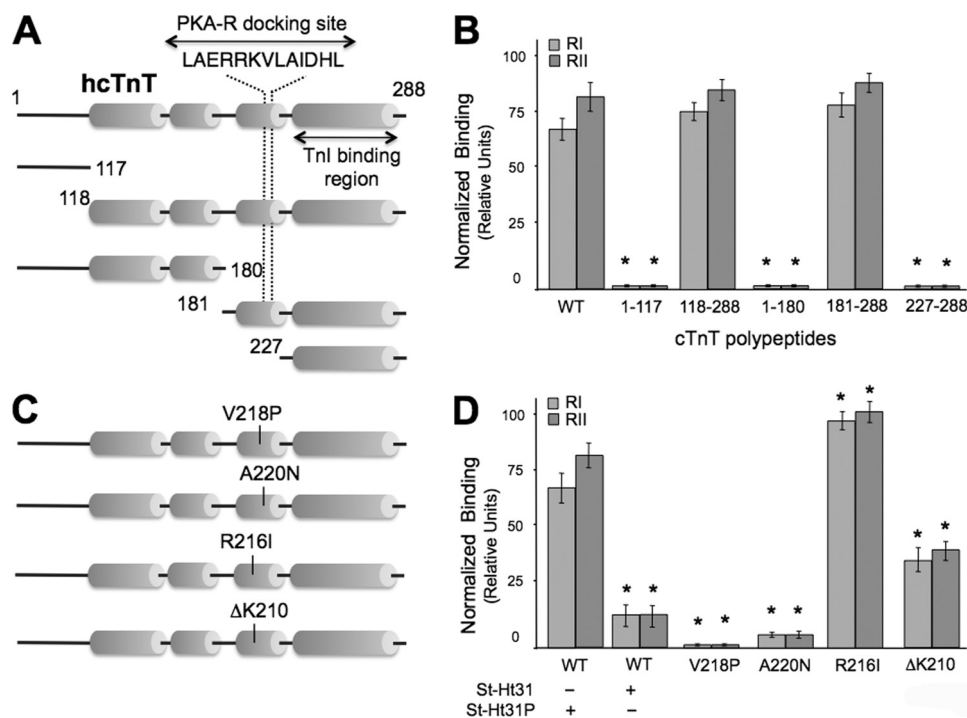 A
PKA-R docking site
LAERRKVLAIDHL
hcTnT
1
288
TnI binding
region
117
118
180
181
227
B
RI
RII
Normalized Binding
(Relative Units)
100
75
50
25
0
* * * * * *
WT 1-117 118-288 1-180 181-288 227-288
cTnT polypeptides
C
V218P
A220N
R216I
ΔK210
D
RI
RII
Normalized Binding
(Relative Units)
100
75
50
25
0
* * * * * * * * * *
WT WT V218P A220N R216I ΔK210
St-Ht31 – +
St-Ht31P + –